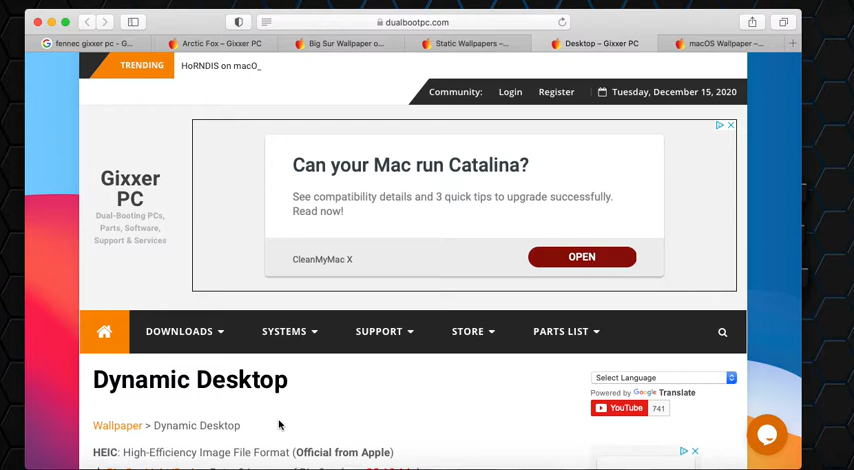 dualbootpc.com
fennec gixxer pc - G...
Arctic Fox – Gixxer PC
Big Sur Wallpaper o...
Static Wallpapers –...
Desktop – Gixxer PC
macOS Wallpaper –...
TRENDING
HoRNDIS on macO_
Community:
Login
Register
Tuesday, December 15, 2020
Gixxer
PC
Dual-Booting PCs,
Parts, Software,
Support & Services
Can your Mac run Catalina?
See compatibility details and 3 quick tips to upgrade successfully.
Read now!
CleanMyMac X
OPEN
DOWNLOADS
SYSTEMS
SUPPORT
STORE
PARTS LIST
Dynamic Desktop
Select Language
Powered by Google Translate
YouTube 741
Wallpaper > Dynamic Desktop
HEIC: High-Efficiency Image File Format (Official from Apple)